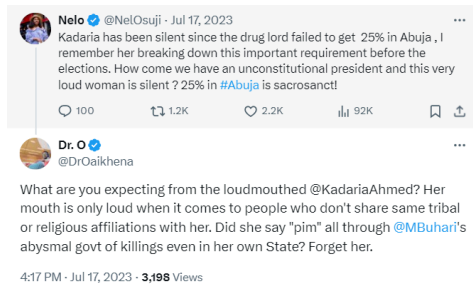 Nelo @NeloOsuji · Jul 17, 2023
Kadaria has been silent since the drug lord failed to get 25% in Abuja , I
remember her breaking down this important requirement before the
elections. How come we have an unconstitutional president and this very
loud woman is silent ? 25% in #Abuja is sacrosanct!
100 1.2K 2.2K 92K
Dr. O
@DrOaikhena
What are you expecting from the loudmouthed @KadariaAhmed? Her
mouth is only loud when it comes to people who don't share same tribal
or religious affiliations with her. Did she say "pim" all through @MBuhari's
abysmal govt of killings even in her own State? Forget her.
4:17 PM · Jul 17, 2023 · 3,198 Views